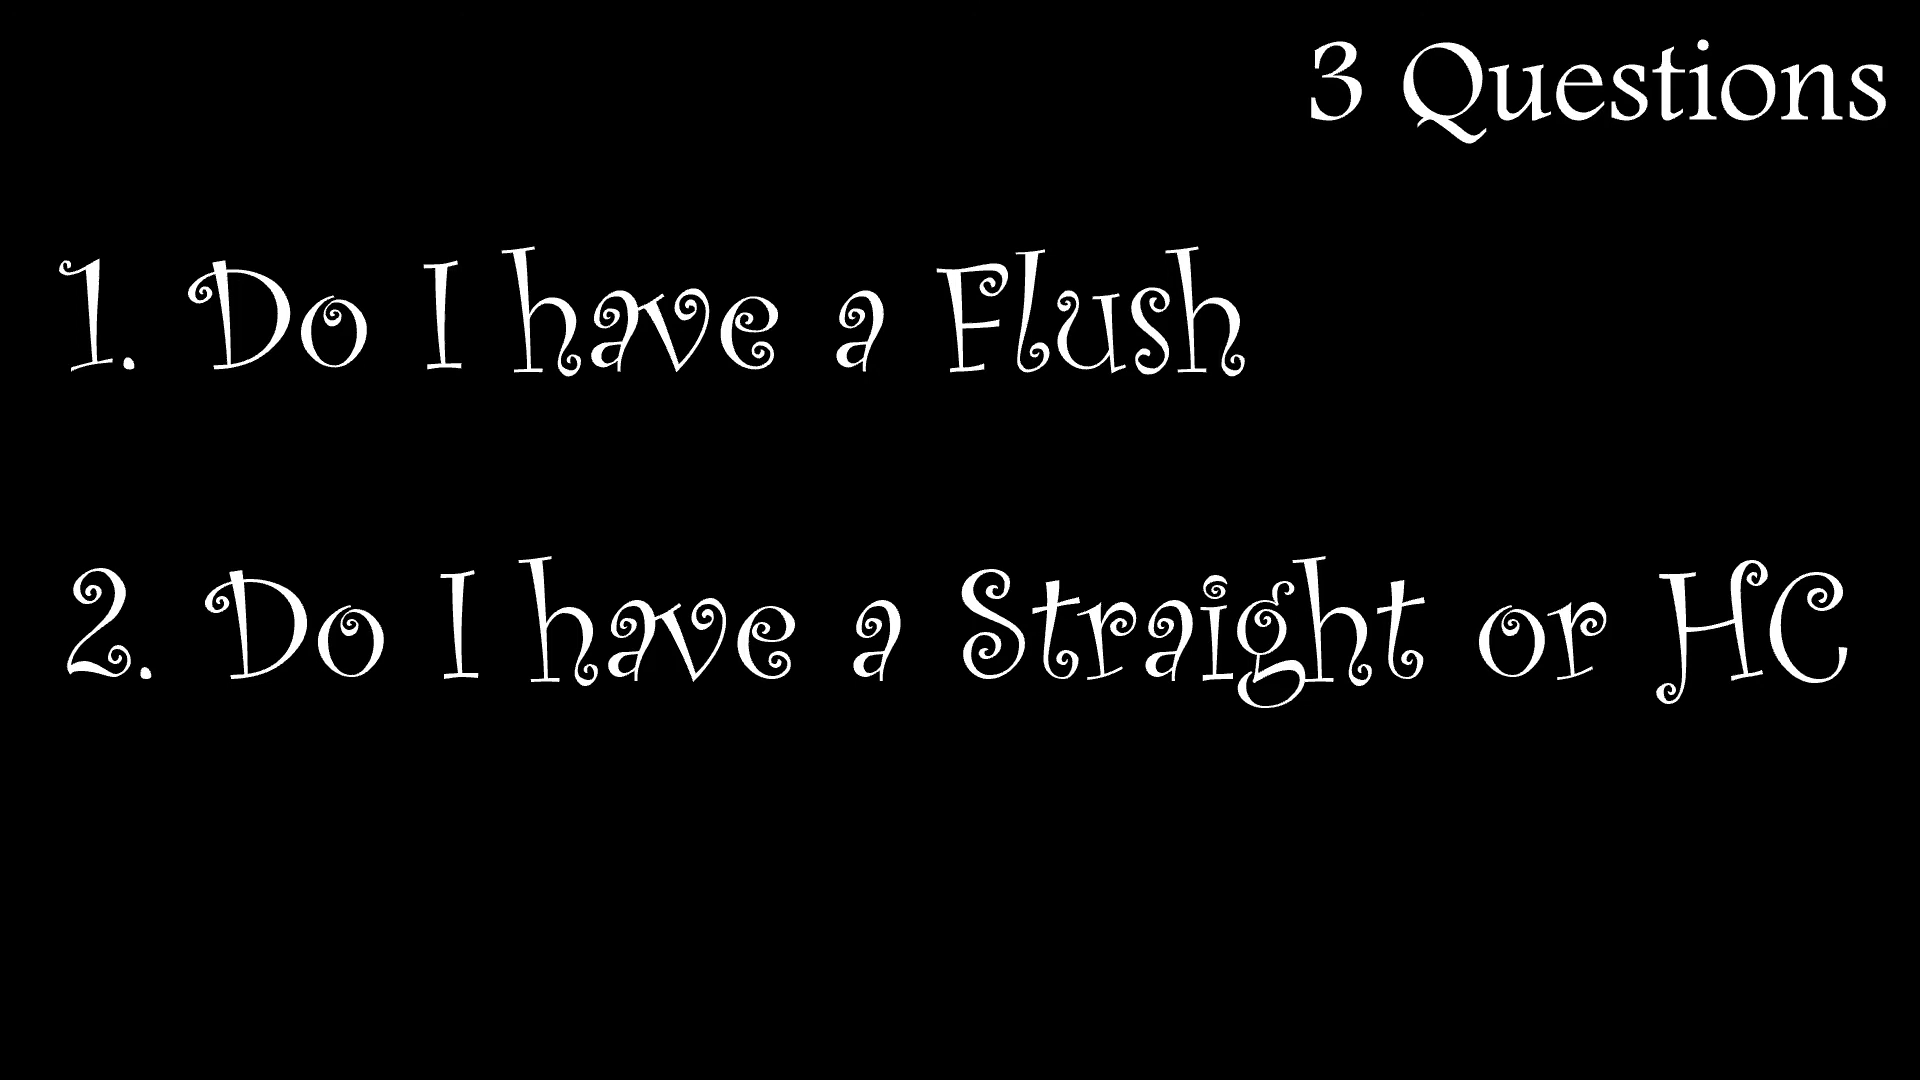 3 Questions
1. Do I have a Flush
2. Do I have a Straight or HC